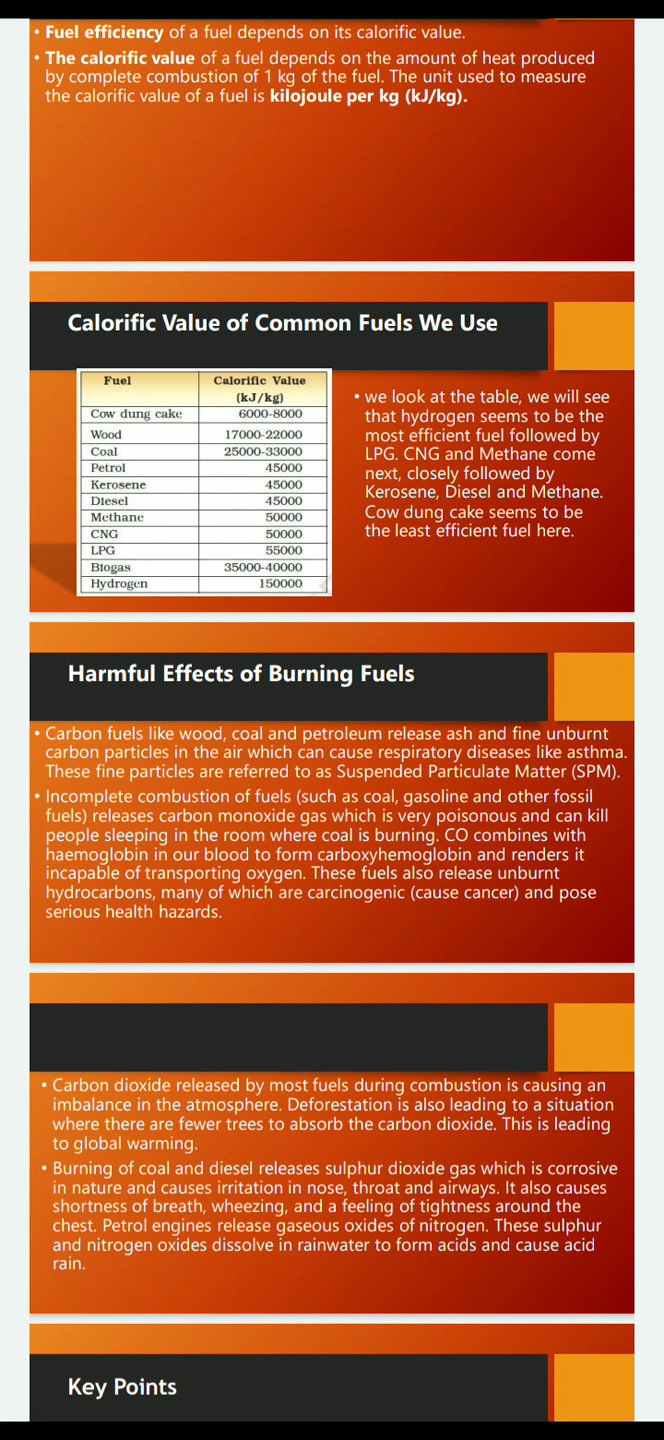 • Fuel efficiency of a fuel depends on its calorific value.
• The calorific value of a fuel depends on the amount of heat produced
by complete combustion of 1 kg of the fuel. The unit used to measure
the calorific value of a fuel is kilojoule per kg (kJ/kg).
Calorific Value of Common Fuels We Use
Fuel Calorific Value
(kJ/kg)
Cow dung cake 6000-8000
Wood 17000-22000
Coal 25000-33000
Petrol 45000
Kerosene 45000
Diesel 45000
Methane 50000
CNG 50000
LPG 55000
Biogas 35000-40000
Hydrogen 150000
• we look at the table, we will see
that hydrogen seems to be the
most efficient fuel followed by
LPG. CNG and Methane come
next, closely followed by
Kerosene, Diesel and Methane.
Cow dung cake seems to be
the least efficient fuel here.
Harmful Effects of Burning Fuels
• Carbon fuels like wood, coal and petroleum release ash and fine unburnt
carbon particles in the air which can cause respiratory diseases like asthma.
These fine particles are referred to as Suspended Particulate Matter (SPM).
• Incomplete combustion of fuels (such as coal, gasoline and other fossil
fuels) releases carbon monoxide gas which is very poisonous and can kill
people sleeping in the room where coal is burning. CO combines with
haemoglobin in our blood to form carboxyhemoglobin and renders it
incapable of transporting oxygen. These fuels also release unburnt
hydrocarbons, many of which are carcinogenic (cause cancer) and pose
serious health hazards.
• Carbon dioxide released by most fuels during combustion is causing an
imbalance in the atmosphere. Deforestation is also leading to a situation
where there are fewer trees to absorb the carbon dioxide. This is leading
to global warming.
• Burning of coal and diesel releases sulphur dioxide gas which is corrosive
in nature and causes irritation in nose, throat and airways. It also causes
shortness of breath, wheezing, and a feeling of tightness around the
chest. Petrol engines release gaseous oxides of nitrogen. These sulphur
and nitrogen oxides dissolve in rainwater to form acids and cause acid
rain.
Key Points